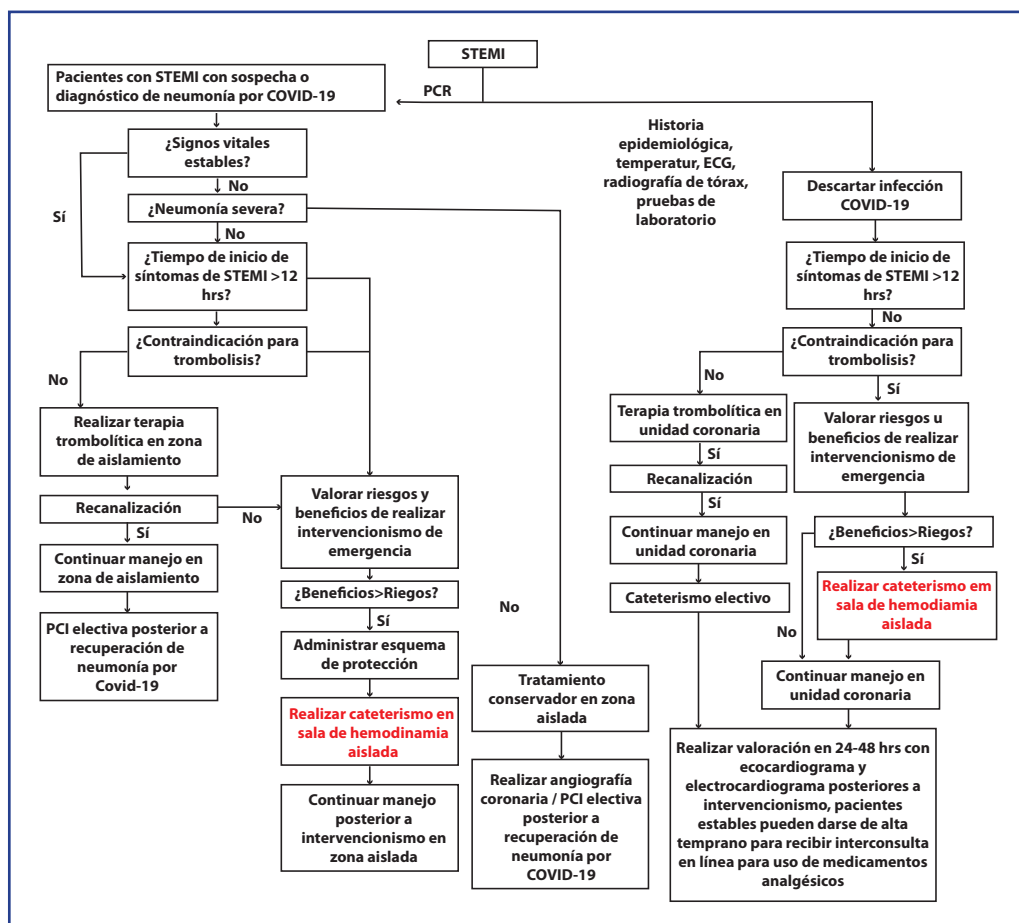 STEMI
PCR
Pacientes con STEMI con sospecha o
diagnóstico de neumonía por COVID-19
¿Signos vitales
estables?
No
Sí
¿Neumonía severa?
No
¿Tiempo de inicio de
síntomas de STEMI >12
hrs?
¿Contraindicación para
trombolisis?
No
Realizar terapia
trombolítica en zona
de aislamiento
Recanalización
No
Sí
Continuar manejo en
zona de aislamiento
PCI electiva posterior a
recuperación de
neumonía por
Covid-19
Valorar riesgos y
beneficios de realizar
intervencionismo de
emergencia
¿Beneficios>Riegos?
Sí
Administrar esquema
de protección
Realizar cateterismo en
sala de hemodinamia
aislada
Continuar manejo
posterior a
intervencionismo en
zona aislada
No
Tratamiento
conservador en zona
aislada
Realizar angiografía
coronaria / PCI electiva
posterior a
recuperación de
neumonía por
COVID-19
Historia
epidemiológica,
temperatur, ECG,
radiografía de tórax,
pruebas de
laboratorio
Descartar infección
COVID-19
¿Tiempo de inicio de
síntomas de STEMI >12
hrs?
No
¿Contraindicación para
trombolisis?
No
Sí
Terapia trombolítica en
unidad coronaria
Sí
Recanalización
Sí
Continuar manejo en
unidad coronaria
Cateterismo electivo
Valorar riesgos u
beneficios de realizar
intervencionismo de
emergencia
¿Beneficios>Riegos?
Sí
Realizar cateterismo em
sala de hemodiamia
aislada
No
Continuar manejo en
unidad coronaria
Realizar valoración en 24-48 hrs con
ecocardiograma y
electrocardiograma posteriores a
intervencionismo, pacientes
estables pueden darse de alta
temprano para recibir interconsulta
en línea para uso de medicamentos
analgésicos